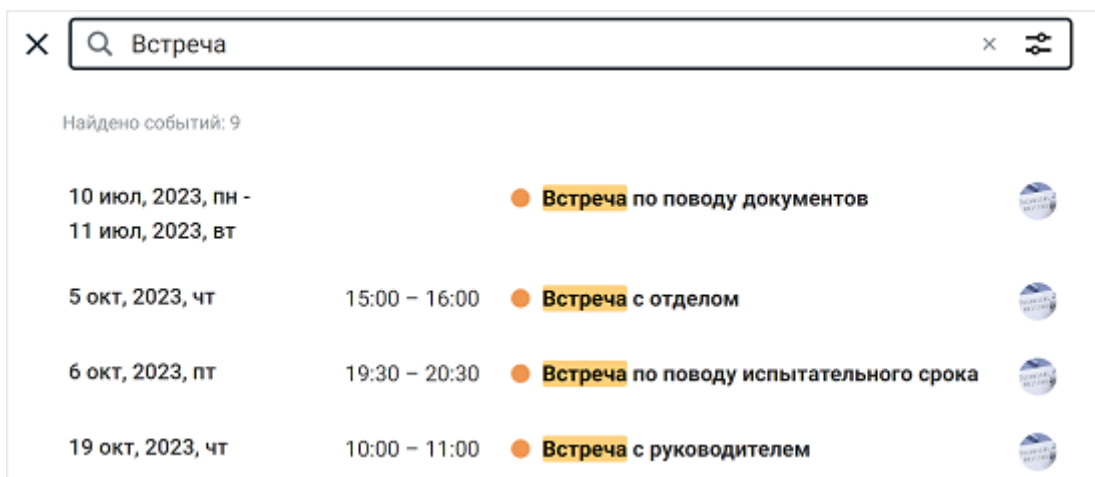 Встреча
Найдено событий: 9
10 июл, 2023, пн -
11 июл, 2023, вт
Встреча по поводу документов
5 окт, 2023, чт 15:00 – 16:00 Встреча с отделом
6 окт, 2023, пт 19:30 – 20:30 Встреча по поводу испытательного срока
19 окт, 2023, чт 10:00 – 11:00 Встреча с руководителем